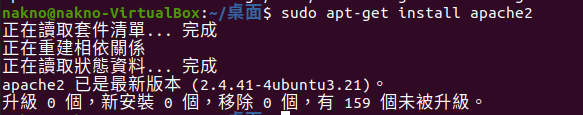 nakno@nakno-VirtualBox:~/桌面$ sudo apt-get install apache2
正在讀取套件清單... 完成
正在重建相依關係
正在讀取狀態資料... 完成
apache2 已是最新版本 (2.4.41-4ubuntu3.21)。
升級 0 個，新安裝 0 個，移除 0 個，有 159 個未被升級。